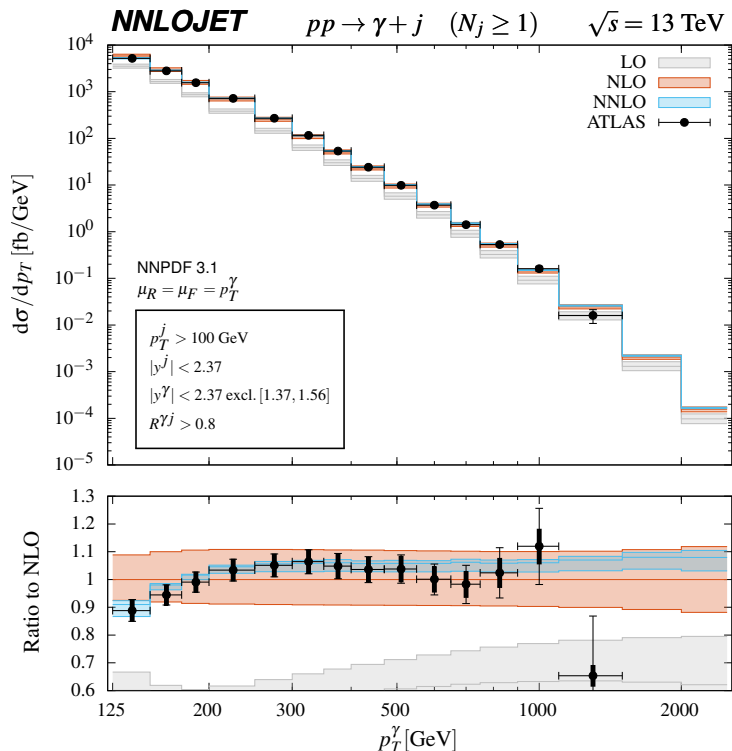 NNLOJET pp → γ + j (N_j ≥ 1) √s = 13 TeV
LO
NLO
NNLO
ATLAS
dσ/dp_T [fb/GeV]
10^4
10^3
10^2
10^1
10^0
10^-1
10^-2
10^-3
10^-4
10^-5
NNPDF 3.1
μ_R = μ_F = p_T^γ
p_T^j > 100 GeV
|y^j| < 2.37
|y^γ| < 2.37 excl. [1.37, 1.56]
R^γj > 0.8
Ratio to NLO
1.3
1.2
1.1
1
0.9
0.8
0.7
0.6
125 200 300 500 1000 2000
p_T^γ [GeV]